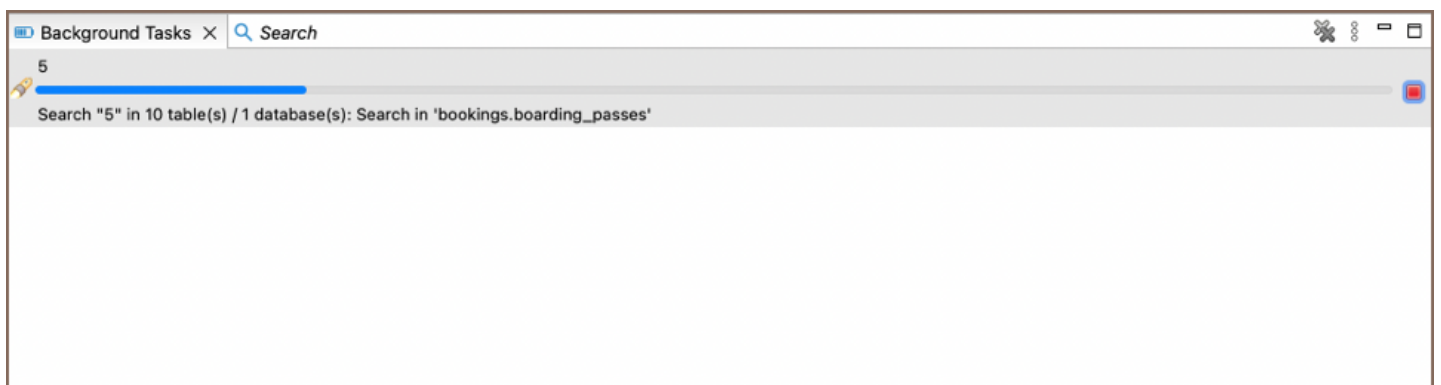 Background Tasks Search
5
Search "5" in 10 table(s) / 1 database(s): Search in 'bookings.boarding_passes'